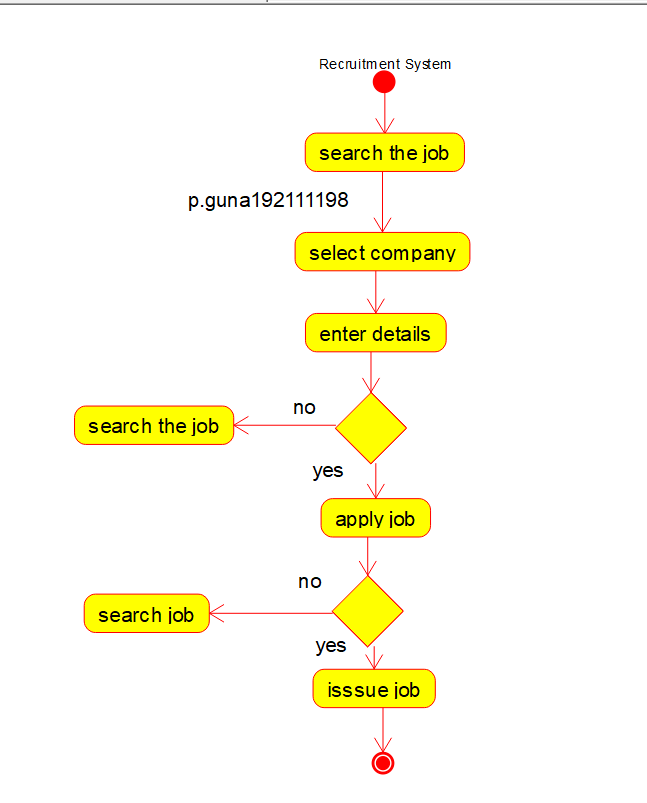 Recruitment System
search the job
p.guna192111198
select company
enter details
no
search the job
yes
apply job
no
search job
yes
isssue job